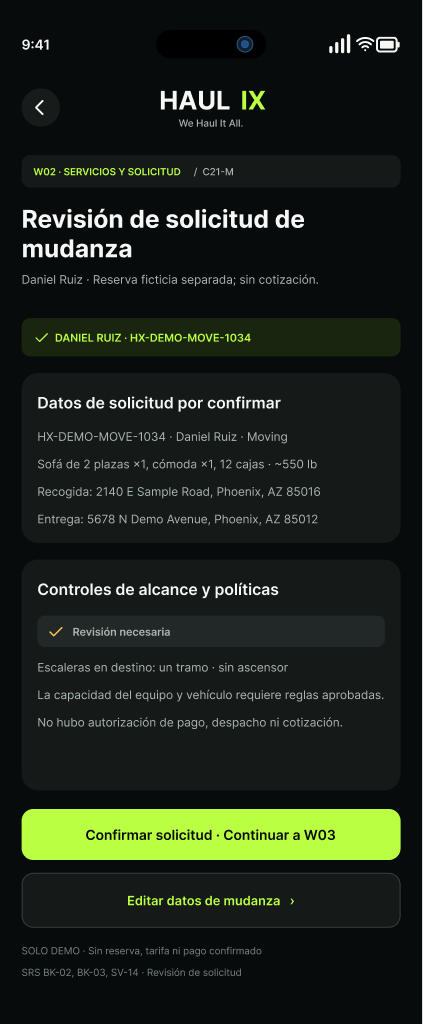 9:41
HAUL IX
We Haul It All.
W02 · SERVICIOS Y SOLICITUD / C21-M
Revisión de solicitud de
mudanza
Daniel Ruiz · Reserva ficticia separada; sin cotización.
DANIEL RUIZ · HX-DEMO-MOVE-1034
Datos de solicitud por confirmar
HX-DEMO-MOVE-1034 · Daniel Ruiz · Moving
Sofá de 2 plazas ×1, cómoda ×1, 12 cajas · ~550 lb
Recogida: 2140 E Sample Road, Phoenix, AZ 85016
Entrega: 5678 N Demo Avenue, Phoenix, AZ 85012
Controles de alcance y políticas
Revisión necesaria
Escaleras en destino: un tramo · sin ascensor
La capacidad del equipo y vehículo requiere reglas aprobadas.
No hubo autorización de pago, despacho ni cotización.
Confirmar solicitud · Continuar a W03
Editar datos de mudanza ›
SOLO DEMO · Sin reserva, tarifa ni pago confirmado
SRS BK-02, BK-03, SV-14 · Revisión de solicitud